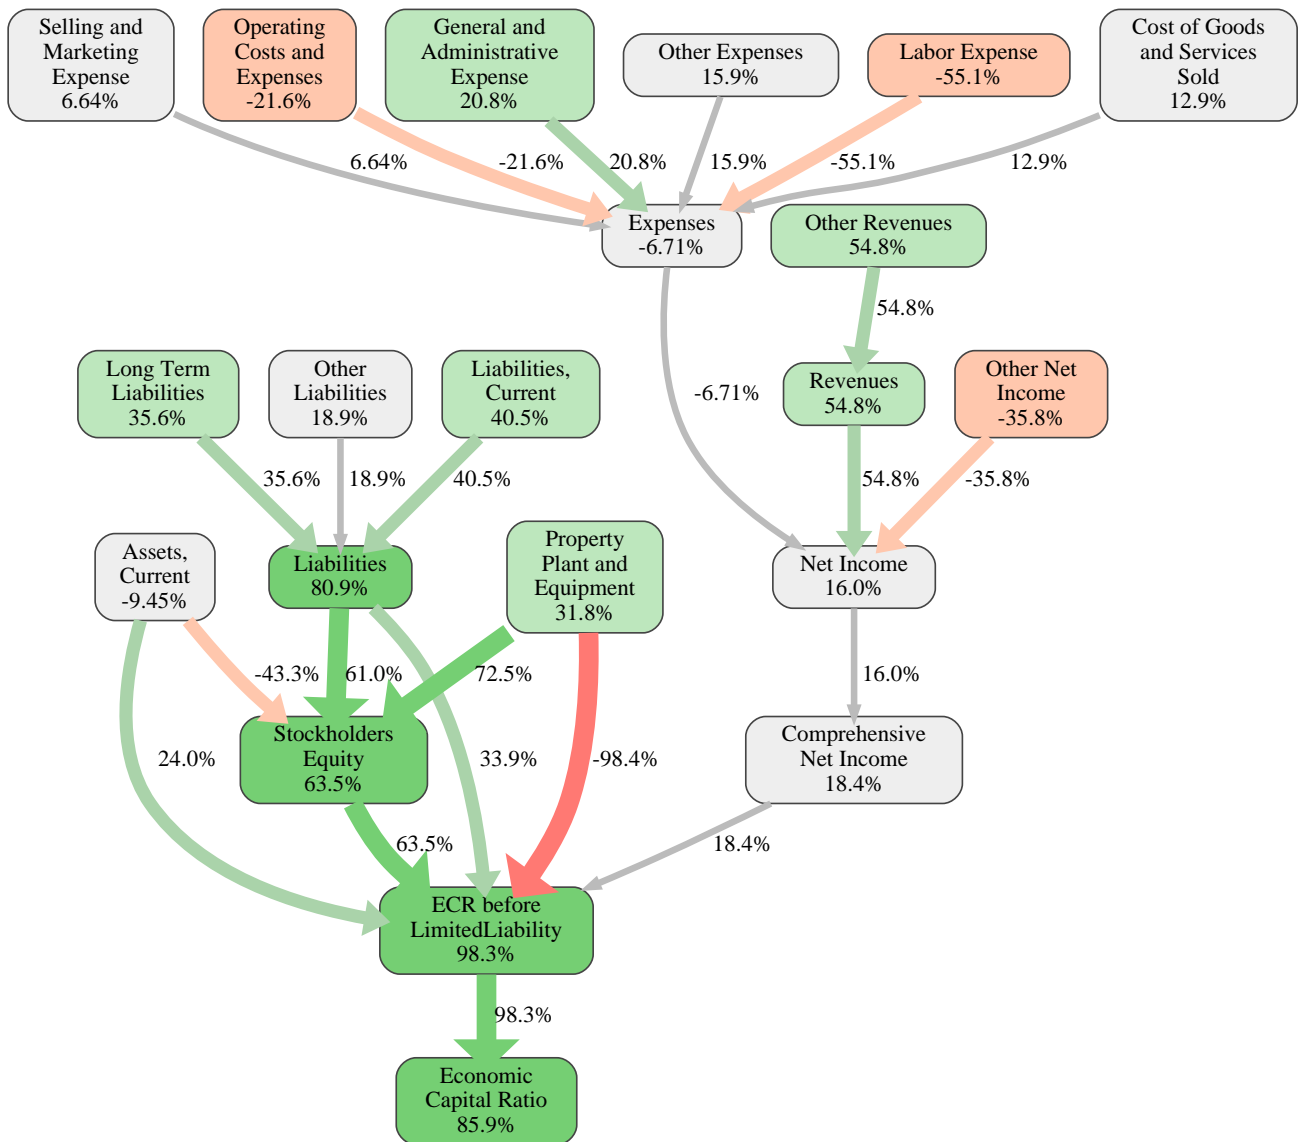 Selling and
Marketing
Expense
6.64%
Operating
Costs and
Expenses
-21.6%
General and
Administrative
Expense
20.8%
Other Expenses
15.9%
Labor Expense
-55.1%
Cost of Goods
and Services
Sold
12.9%
6.64%
-21.6%
20.8%
15.9%
-55.1%
12.9%
Expenses
-6.71%
Other Revenues
54.8%
54.8%
Long Term
Liabilities
35.6%
Other
Liabilities
18.9%
Liabilities,
Current
40.5%
-6.71%
Revenues
54.8%
Other Net
Income
-35.8%
35.6%
18.9%
40.5%
54.8%
-35.8%
Assets,
Current
-9.45%
Liabilities
80.9%
Property
Plant and
Equipment
31.8%
Net Income
16.0%
-43.3%
61.0%
72.5%
16.0%
24.0%
Stockholders
Equity
63.5%
33.9%
-98.4%
Comprehensive
Net Income
18.4%
63.5%
18.4%
ECR before
LimitedLiability
98.3%
98.3%
Economic
Capital Ratio
85.9%